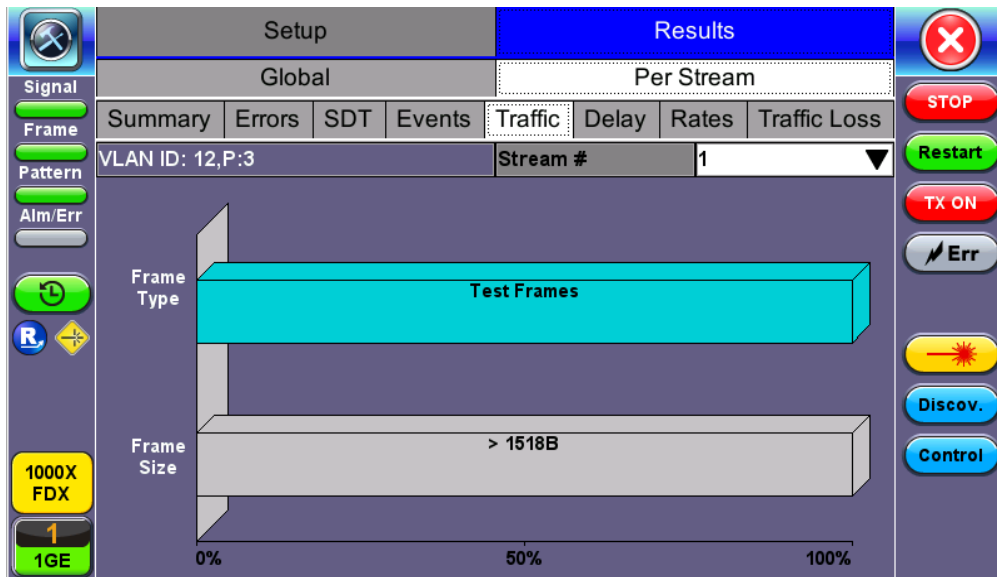 Setup
Results
Global
Per Stream
Summary
Errors
SDT
Events
Traffic
Delay
Rates
Traffic Loss
VLAN ID: 12,P:3
Stream #
1
Signal
Frame
Pattern
Alm/Err
R
1000X
FDX
1
1GE
Frame
Type
Test Frames
Frame
Size
> 1518B
0%
50%
100%
STOP
Restart
TX ON
Err
Discov.
Control